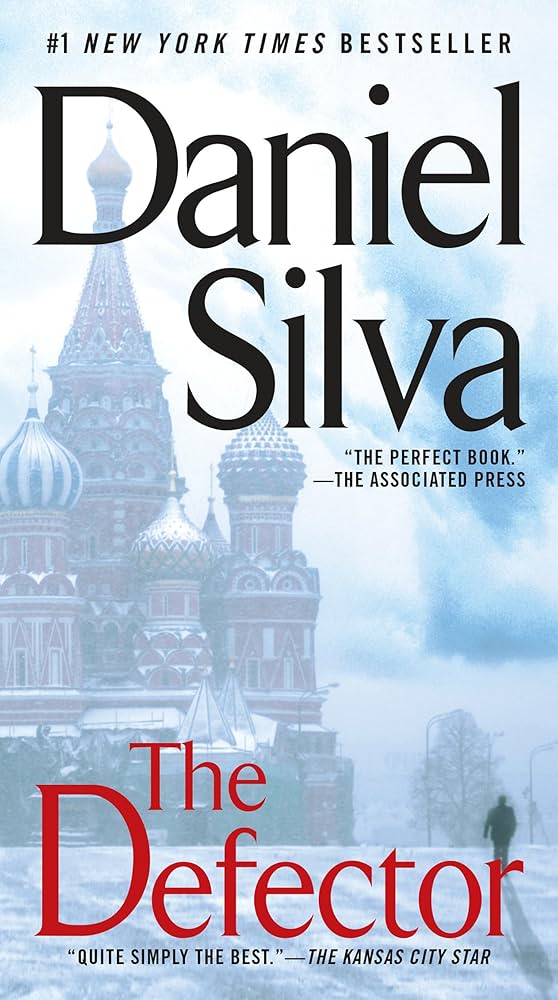 #1 NEW YORK TIMES BESTSELLER
Daniel
Silva
“THE PERFECT BOOK.”
—THE ASSOCIATED PRESS
The
Defector
“QUITE SIMPLY THE BEST.”—THE KANSAS CITY STAR